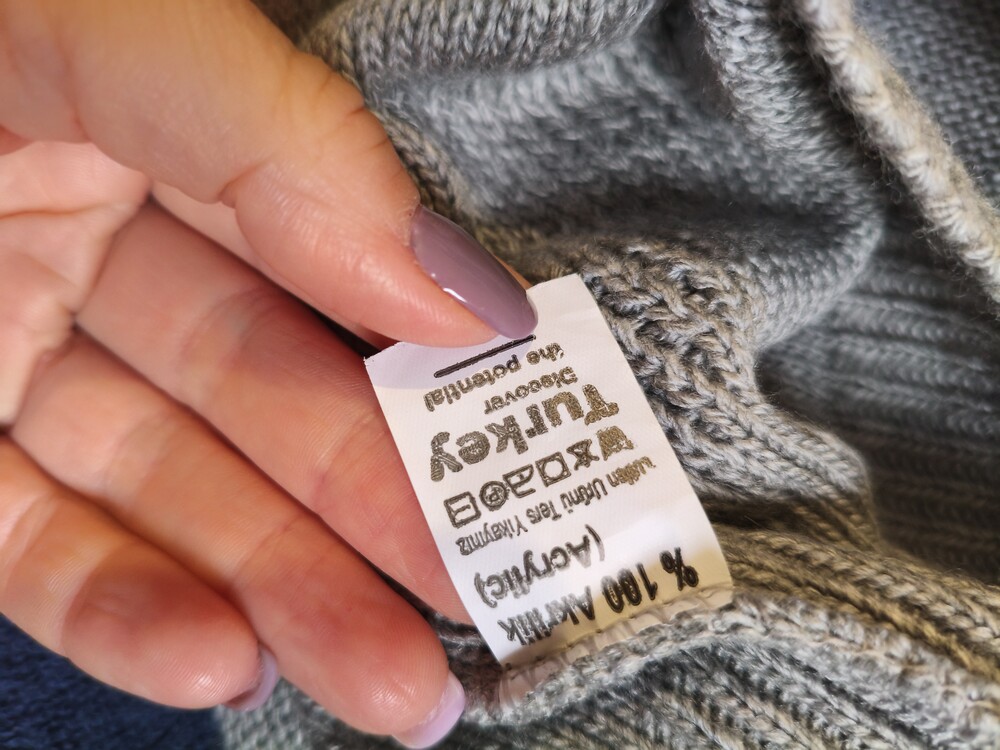 % 100 Akrilik
(Acrylic)
Lütfen Ürünü Ters Yıkayınız
Turkey
Discover
the potential